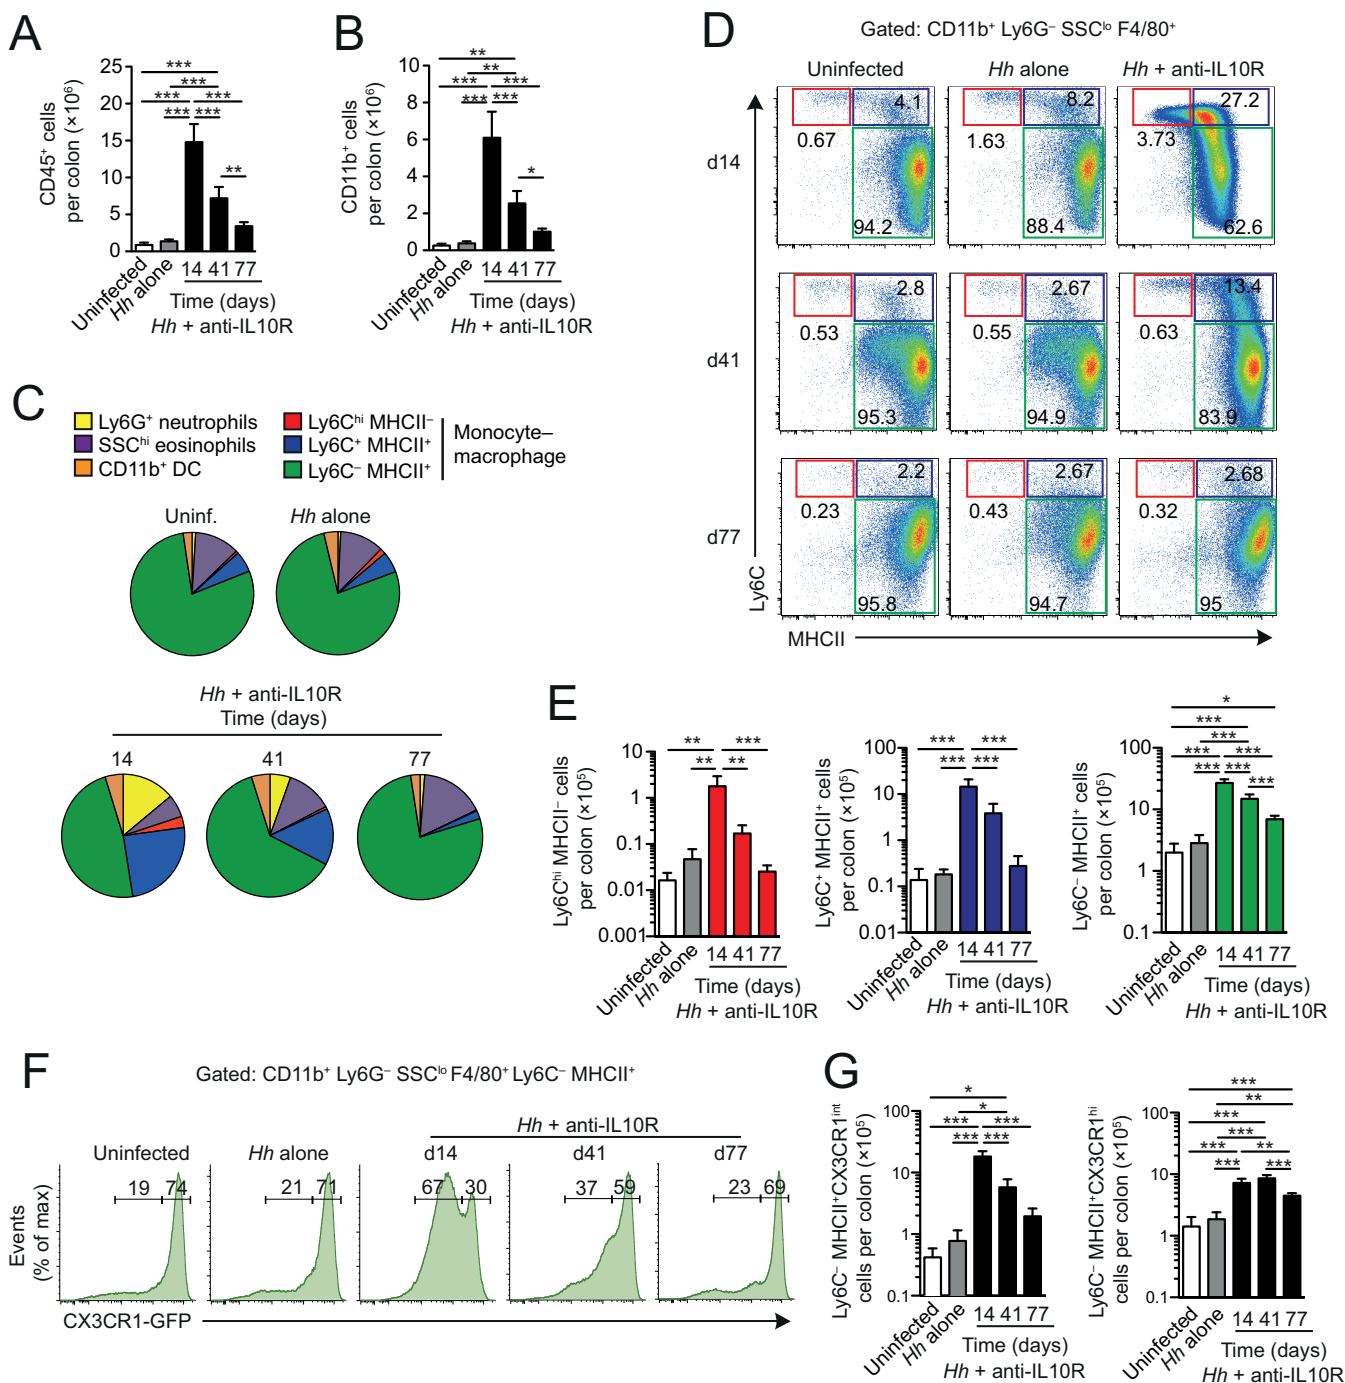 A
CD45⁺ cells
per colon (×10⁶)
25
20
15
10
5
0
***
***
*** ***
*** ***
**
Uninfected
Hh alone
14 41 77
Time (days)
Hh + anti-IL10R
B
CD11b⁺ cells
per colon (×10⁶)
10
8
6
4
2
0
**
**
*** ***
*** ***
*
Uninfected
Hh alone
14 41 77
Time (days)
Hh + anti-IL10R
C
Ly6G⁺ neutrophils
SSCʰⁱ eosinophils
CD11b⁺ DC
Ly6Cʰⁱ MHCII⁻
Ly6C⁺ MHCII⁺
Ly6C⁻ MHCII⁺
Monocyte–
macrophage
Uninf.
Hh alone
Hh + anti-IL10R
Time (days)
14 41 77
D
Gated: CD11b⁺ Ly6G⁻ SSCˡᵒ F4/80⁺
Uninfected
Hh alone
Hh + anti-IL10R
d14
4.1
0.67
94.2
8.2
1.63
88.4
27.2
3.73
62.6
d41
2.8
0.53
95.3
2.67
0.55
94.9
13.4
0.63
83.9
d77
2.2
0.23
95.8
2.67
0.43
94.7
2.68
0.32
95
Ly6C
MHCII
E
Ly6Cʰⁱ MHCII⁻ cells
per colon (×10⁵)
10
1
0.1
0.01
0.001
** ***
** **
Uninfected
Hh alone
14 41 77
Time (days)
Hh + anti-IL10R
Ly6C⁺ MHCII⁺ cells
per colon (×10⁵)
100
10
1
0.1
0.01
*** ***
*** ***
Uninfected
Hh alone
14 41 77
Time (days)
Hh + anti-IL10R
Ly6C⁻ MHCII⁺ cells
per colon (×10⁵)
100
10
1
0.1
*
***
***
*** ***
*** ***
***
Uninfected
Hh alone
14 41 77
Time (days)
Hh + anti-IL10R
F
Gated: CD11b⁺ Ly6G⁻ SSCˡᵒ F4/80⁺ Ly6C⁻ MHCII⁺
Hh + anti-IL10R
Uninfected
Hh alone
d14
d41
d77
19 74
21 71
67 30
37 59
23 69
Events
(% of max)
CX3CR1-GFP
G
Ly6C⁻ MHCII⁺CX3CR1ⁱⁿᵗ
cells per colon (×10⁵)
100
10
1
0.1
*
*
*** ***
*** ***
Uninfected
Hh alone
14 41 77
Time (days)
Hh + anti-IL10R
Ly6C⁻ MHCII⁺CX3CR1ʰⁱ
cells per colon (×10⁵)
100
10
1
0.1
***
**
***
***
*** **
*** ***
Uninfected
Hh alone
14 41 77
Time (days)
Hh + anti-IL10R